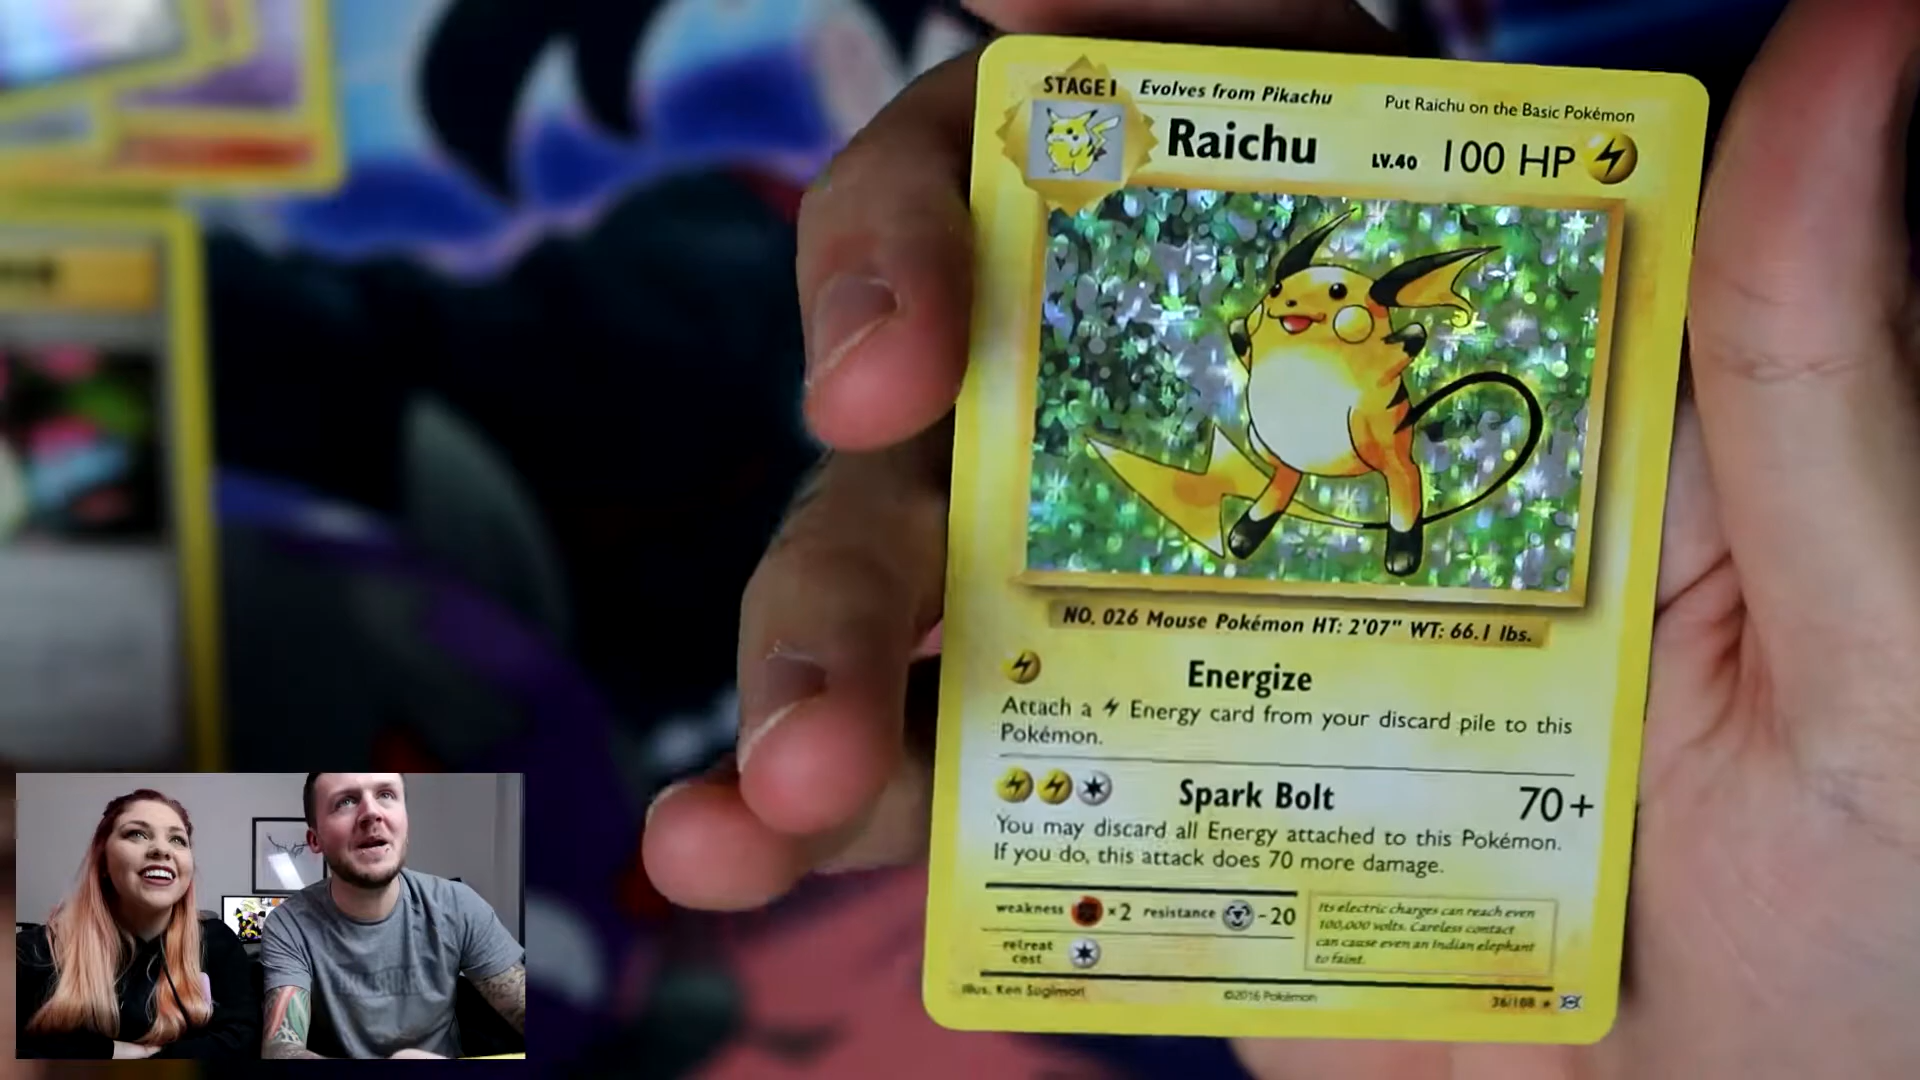 STAGE 1 Evolves from Pikachu Put Raichu on the Basic Pokémon
Raichu LV.40 100 HP
NO. 026 Mouse Pokémon HT: 2'07" WT: 66.1 lbs.
Energize
Attach a Energy card from your discard pile to this
Pokémon.
Spark Bolt 70+
You may discard all Energy attached to this Pokémon.
If you do, this attack does 70 more damage.
weakness ×2 resistance -20
retreat
cost
Its electric charges can reach even
100,000 volts. Careless contact
can cause even an Indian elephant
to faint.
Illus. Ken Sugimori ©2016 Pokémon 36/108